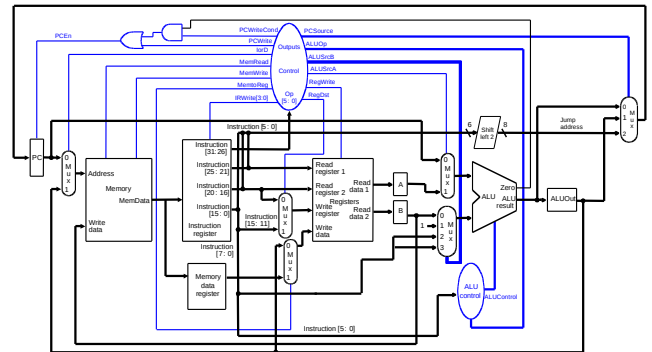 PCWriteCond
PCSource
PCEn
PCWrite
Outputs
ALUOp
IorD
ALUSrcB
MemRead
Control
ALUSrcA
MemWrite
RegWrite
MemtoReg
Op
[5: 0]
RegDst
IRWrite[3:0]
Instruction [5: 0]
6
Shift
left 2
8
Jump
address
0
1
2
M
u
x
PC
0
M
u
x
1
Address
Memory
MemData
Write
data
Instruction
[31:26]
Instruction
[25: 21]
Instruction
[20: 16]
Instruction
[15: 0]
Instruction
register
Instruction
[15: 11]
Instruction
[7: 0]
Memory
data
register
0
M
u
x
1
0
M
u
x
1
Read
register 1
Read
register 2
Registers
Write
register
Write
data
Read
data 1
Read
data 2
A
B
0
M
u
x
1
0
1
2
3
M
u
x
1
Zero
ALU
ALU
result
ALUOut
ALU
control
ALUControl
Instruction [5: 0]